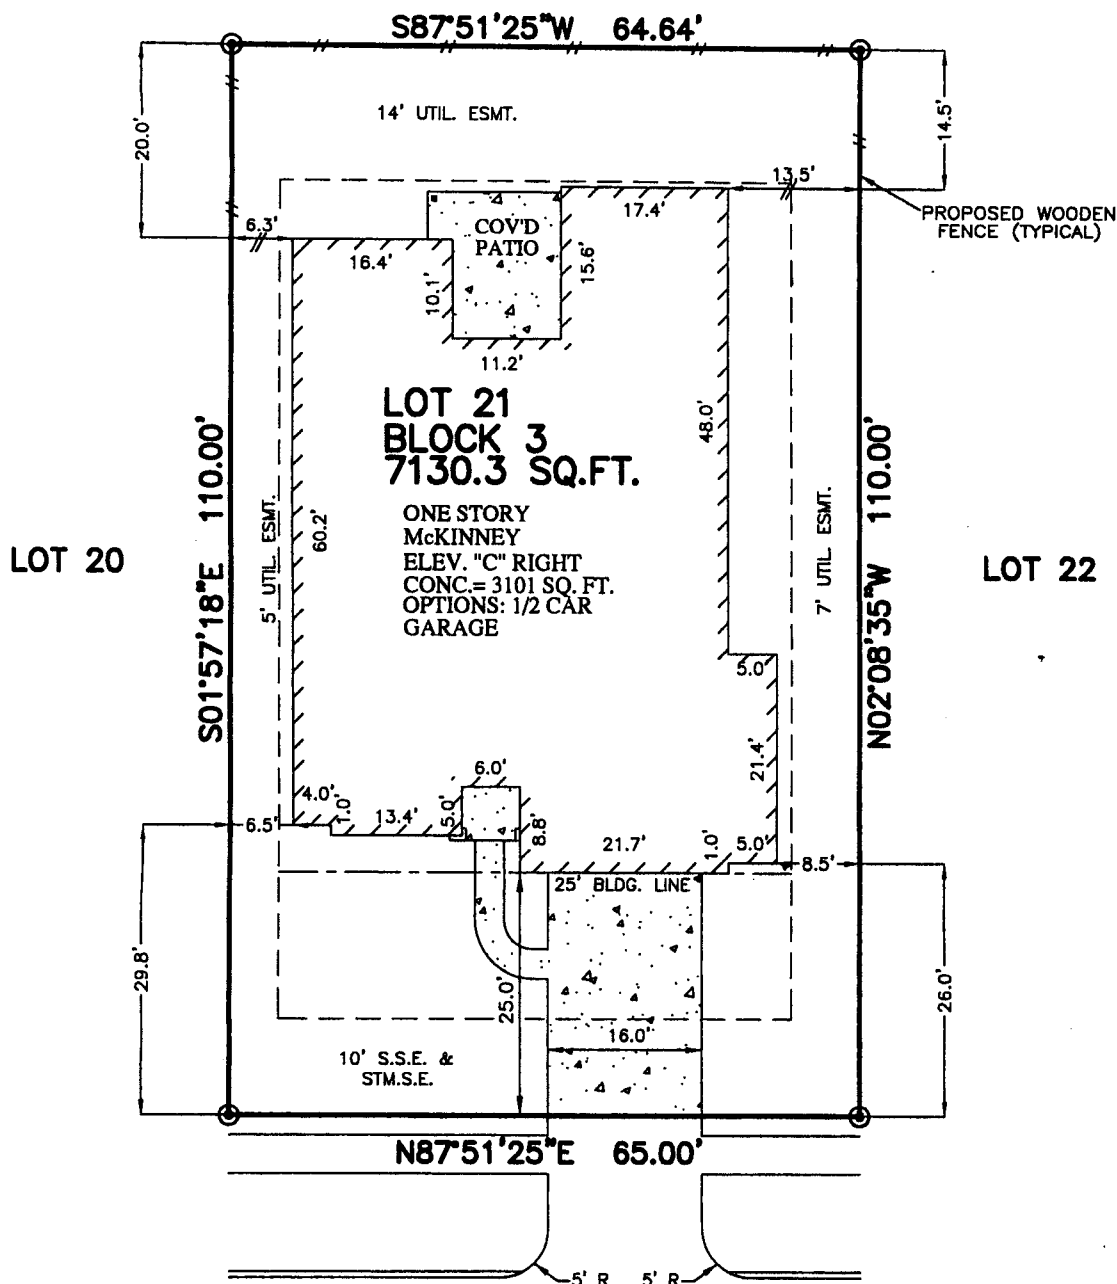 S87°51'25"W 64.64'
20.0'
14' UTIL. ESMT.
14.5'
13.5'
17.4'
PROPOSED WOODEN
FENCE (TYPICAL)
6.3'
COV'D
PATIO
16.4'
10.1'
15.6'
11.2'
LOT 21
BLOCK 3
7130.3 SQ.FT.
48.0'
S01°57'18"E 110.00'
N02°08'35"W 110.00'
5' UTIL. ESMT.
60.2'
7' UTIL. ESMT.
ONE STORY
McKINNEY
ELEV. "C" RIGHT
CONC.= 3101 SQ. FT.
OPTIONS: 1/2 CAR
GARAGE
LOT 20
LOT 22
5.0'
21.4'
6.0'
4.0'
1.0'
13.4'
5.0'
8.8'
21.7'
1.0'
5.0'
6.5'
8.5'
25' BLDG. LINE
29.8'
25.0'
26.0'
16.0'
10' S.S.E. &
STM.S.E.
N87°51'25"E 65.00'
5' R
5' R